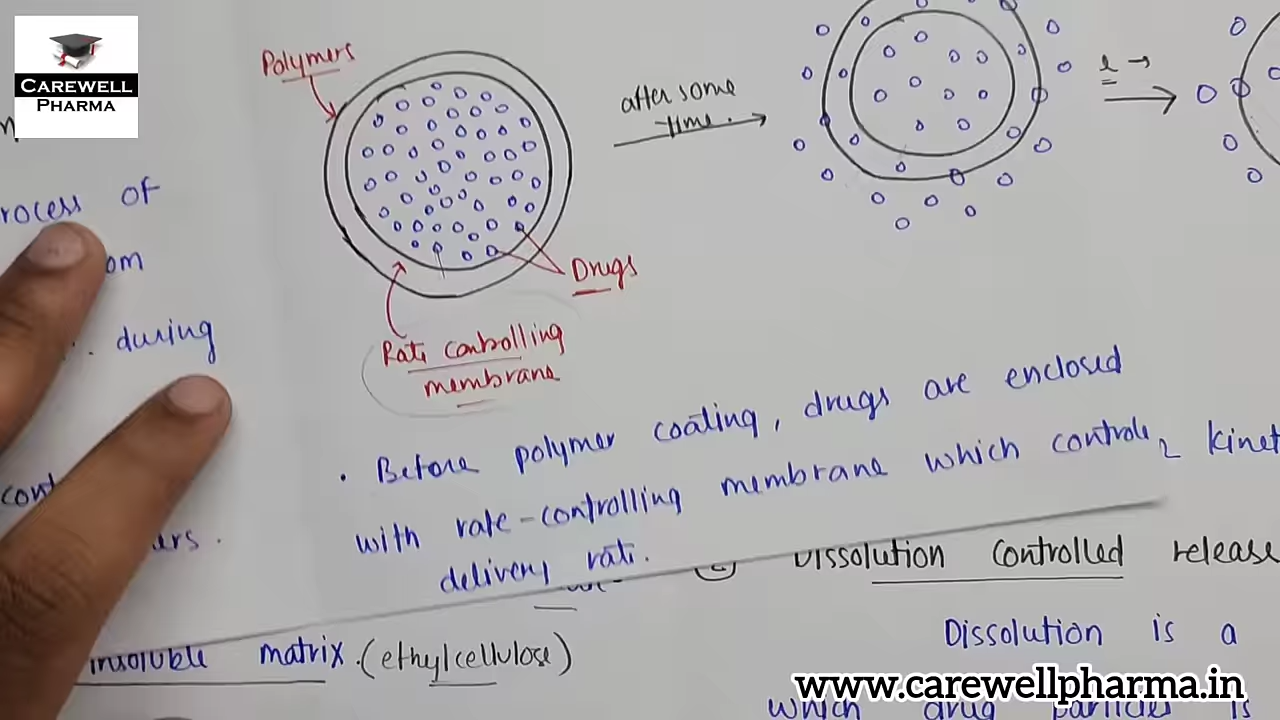 CAREWELL
PHARMA
Polymers
after some
time.
Drugs
Rate controlling
membrane
process of
om
during
cont
ers.
. Before polymer coating, drugs are enclosed
with rate-controlling membrane which controls kinet
delivery rate.
Dissolution controlled release
insoluble matrix. (ethylcellulose)
Dissolution is a
which drug particles is
www.carewellpharma.in